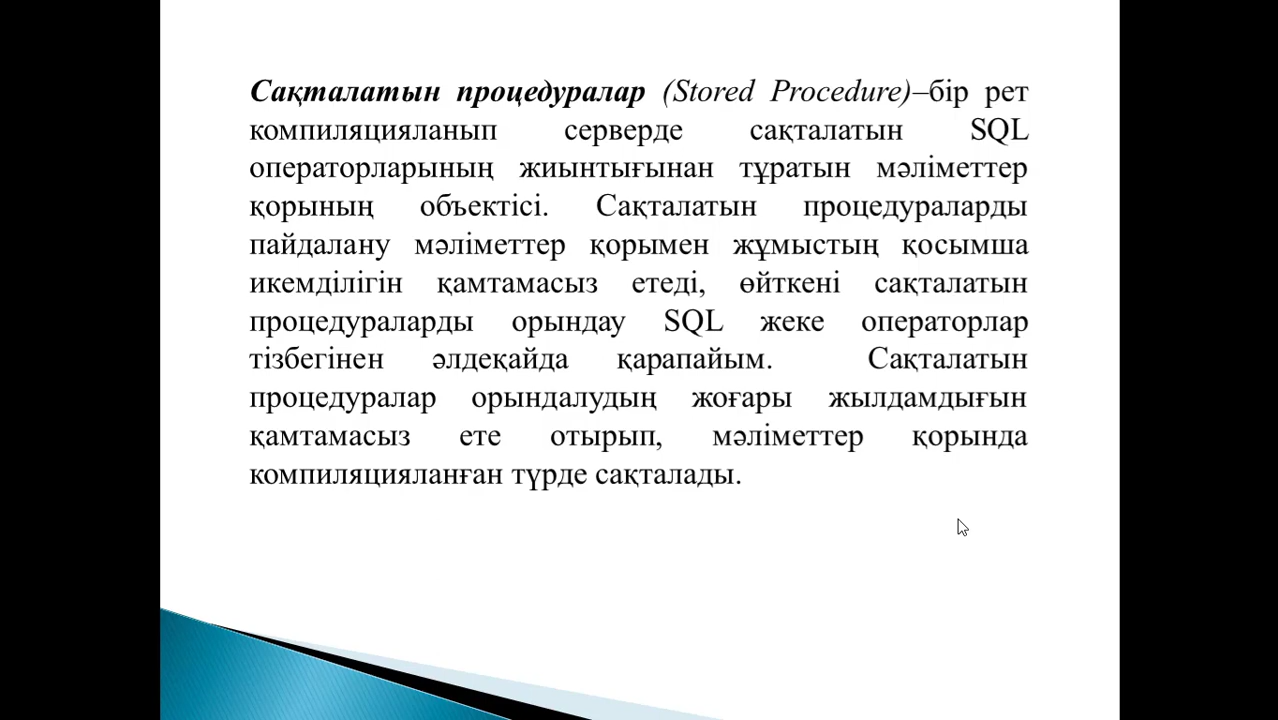 Сақталатын процедуралар (Stored Procedure)–бір рет
компиляцияланып серверде сақталатын SQL
операторларының жиынтығынан тұратын мәліметтер
қорының объектісі. Сақталатын процедураларды
пайдалану мәліметтер қорымен жұмыстың қосымша
икемділігін қамтамасыз етеді, өйткені сақталатын
процедураларды орындау SQL жеке операторлар
тізбегінен әлдеқайда қарапайым. Сақталатын
процедуралар орындалудың жоғары жылдамдығын
қамтамасыз ете отырып, мәліметтер қорында
компиляцияланған түрде сақталады.